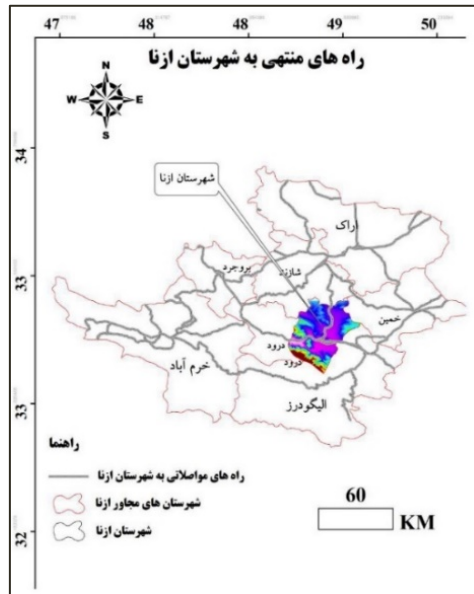 47 48 48 49 50
راه های منتهی به شهرستان ازنا
N
W E
S
34
شهرستان ازنا
اراک
33
بروجرد
شازند
خمین
درود
درود
خرم آباد
33
الیگودرز
راهنما
راه های مواصلاتی به شهرستان ازنا
60
شهرستان های مجاور ازنا
KM
شهرستان ازنا
32